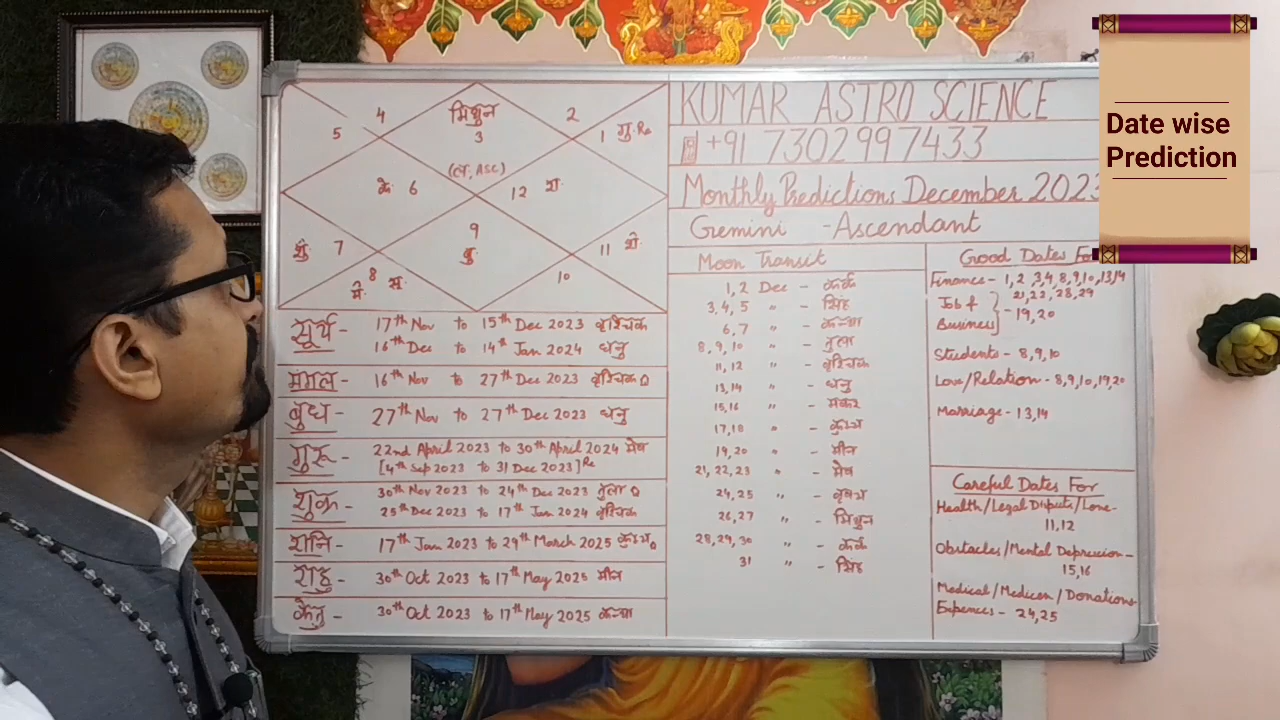 4
मिथुन
2
5
3
1 गु. Re
(ल, Asc)
के 6
12 रा.
9
शु 7
बु
11 श
8 सू.
मं
10
सूर्य - 17th Nov to 15th Dec 2023 वृश्चिक
16th Dec to 14th Jan 2024 धनु
मंगल - 16th Nov to 27th Dec 2023 वृश्चिक
बुध - 27th Nov to 27th Dec 2023 धनु
गुरु - 22nd April 2023 to 30th April 2024 मेष
[4th Sep 2023 to 31 Dec 2023] Re
शुक्र - 30th Nov 2023 to 24th Dec 2023 तुला
25th Dec 2023 to 17th Jan 2024 वृश्चिक
शनि - 17th Jan 2023 to 29th March 2025 कुम्भ
राहु - 30th Oct 2023 to 17th May 2025 मीन
केतु - 30th Oct 2023 to 17th May 2025 कन्या
KUMAR ASTRO SCIENCE
+91 7302997433
Monthly Predictions December 2023
Gemini - Ascendant
Moon Transit
1, 2 Dec - कर्क
3, 4, 5 " - सिंह
6, 7 " - कन्या
8, 9, 10 " - तुला
11, 12 " - वृश्चिक
13, 14 " - धनु
15, 16 " - मकर
17, 18 " - कुम्भ
19, 20 " - मीन
21, 22, 23 " - मेष
24, 25 " - वृषभ
26, 27 " - मिथुन
28, 29, 30 " - कर्क
31 " - सिंह
Good Dates Fo
Finance - 1, 2, 3, 4, 8, 9, 10, 13, 14
21, 22, 28, 29
Job &
Business} - 19, 20
Students - 8, 9, 10
Love/Relation - 8, 9, 10, 19, 20
Marriage - 13, 14
Careful Dates For
Health/Legal Dispute/Lone -
11, 12
Obstacles/Mental Depression -
15, 16
Medical/Medicen/Donations
Expences - 24, 25
Date wise
Prediction